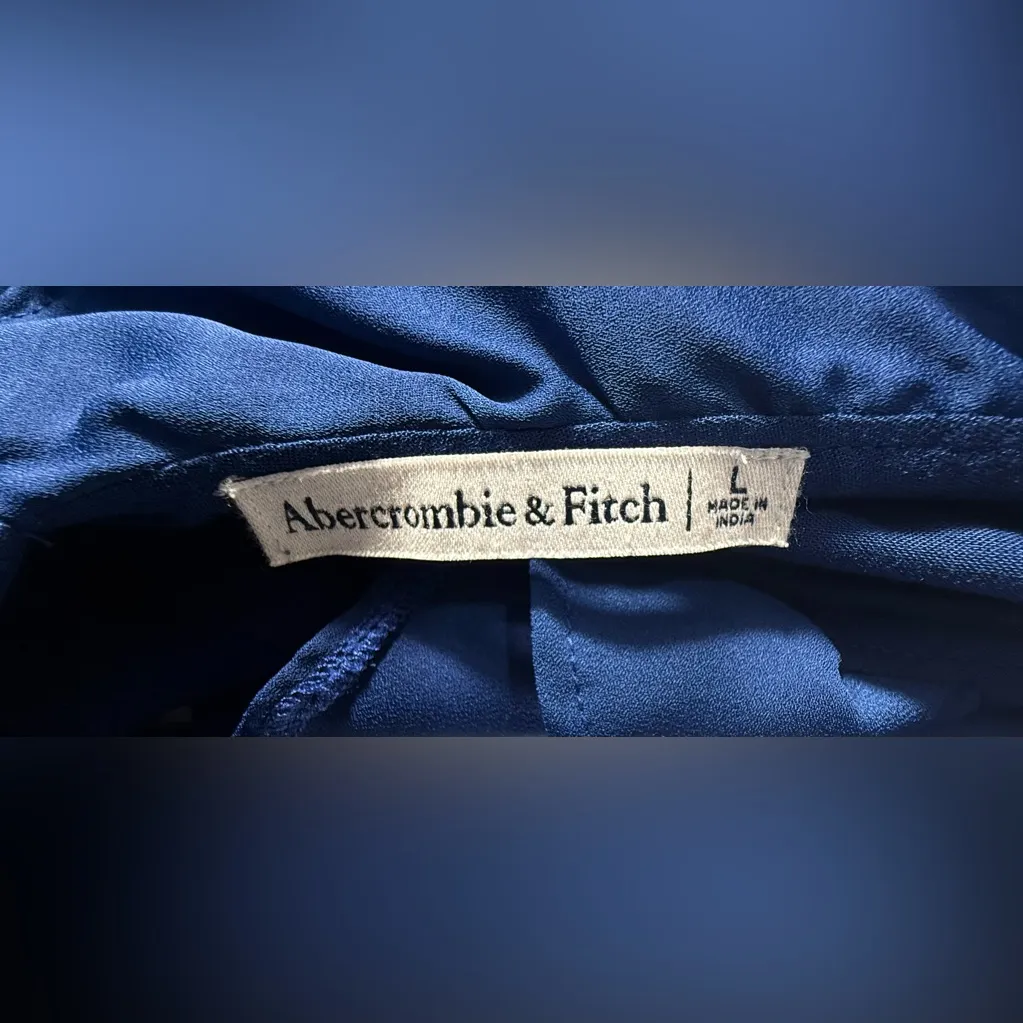 Abercrombie & Fitch
L
MADE IN
INDIA